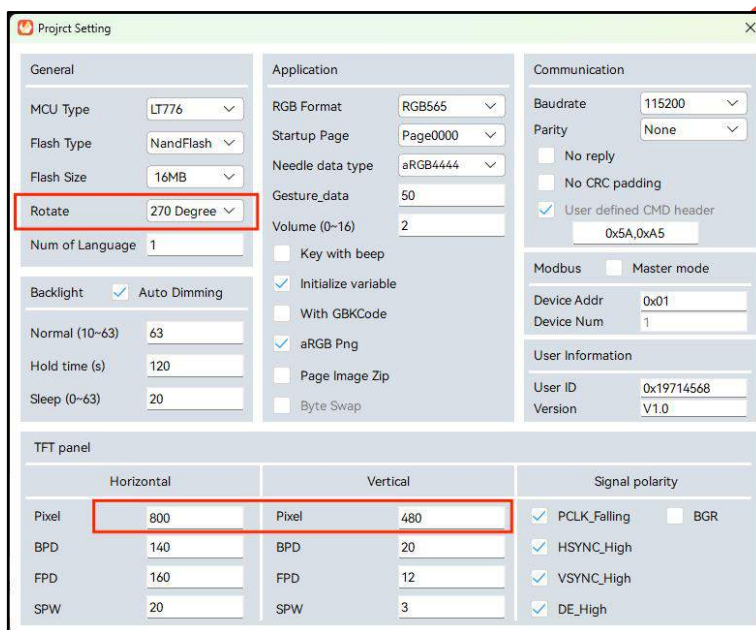 Projrct Setting
General
MCU Type LT776
Flash Type NandFlash
Flash Size 16MB
Rotate 270 Degree
Num of Language 1
Backlight Auto Dimming
Normal (10~63) 63
Hold time (s) 120
Sleep (0~63) 20
Application
RGB Format RGB565
Startup Page Page0000
Needle data type aRGB4444
Gesture_data 50
Volume (0~16) 2
Key with beep
Initialize variable
With GBKCode
aRGB Png
Page Image Zip
Byte Swap
Communication
Baudrate 115200
Parity None
No reply
No CRC padding
User defined CMD header
0x5A,0xA5
Modbus Master mode
Device Addr 0x01
Device Num 1
User Information
User ID 0x19714568
Version V1.0
TFT panel
Horizontal Vertical Signal polarity
Pixel 800 Pixel 480 PCLK_Falling BGR
BPD 140 BPD 20 HSYNC_High
FPD 160 FPD 12 VSYNC_High
SPW 20 SPW 3 DE_High